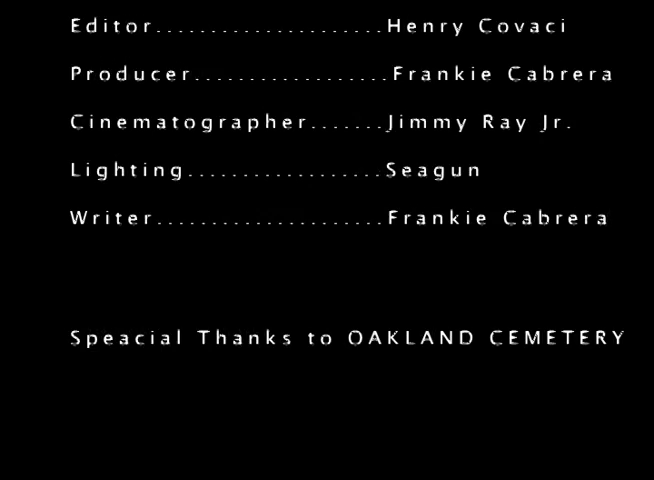 Editor.....................Henry Covaci
Producer..................Frankie Cabrera
Cinematographer.......Jimmy Ray Jr.
Lighting..................Seagun
Writer.....................Frankie Cabrera
Speacial Thanks to OAKLAND CEMETERY